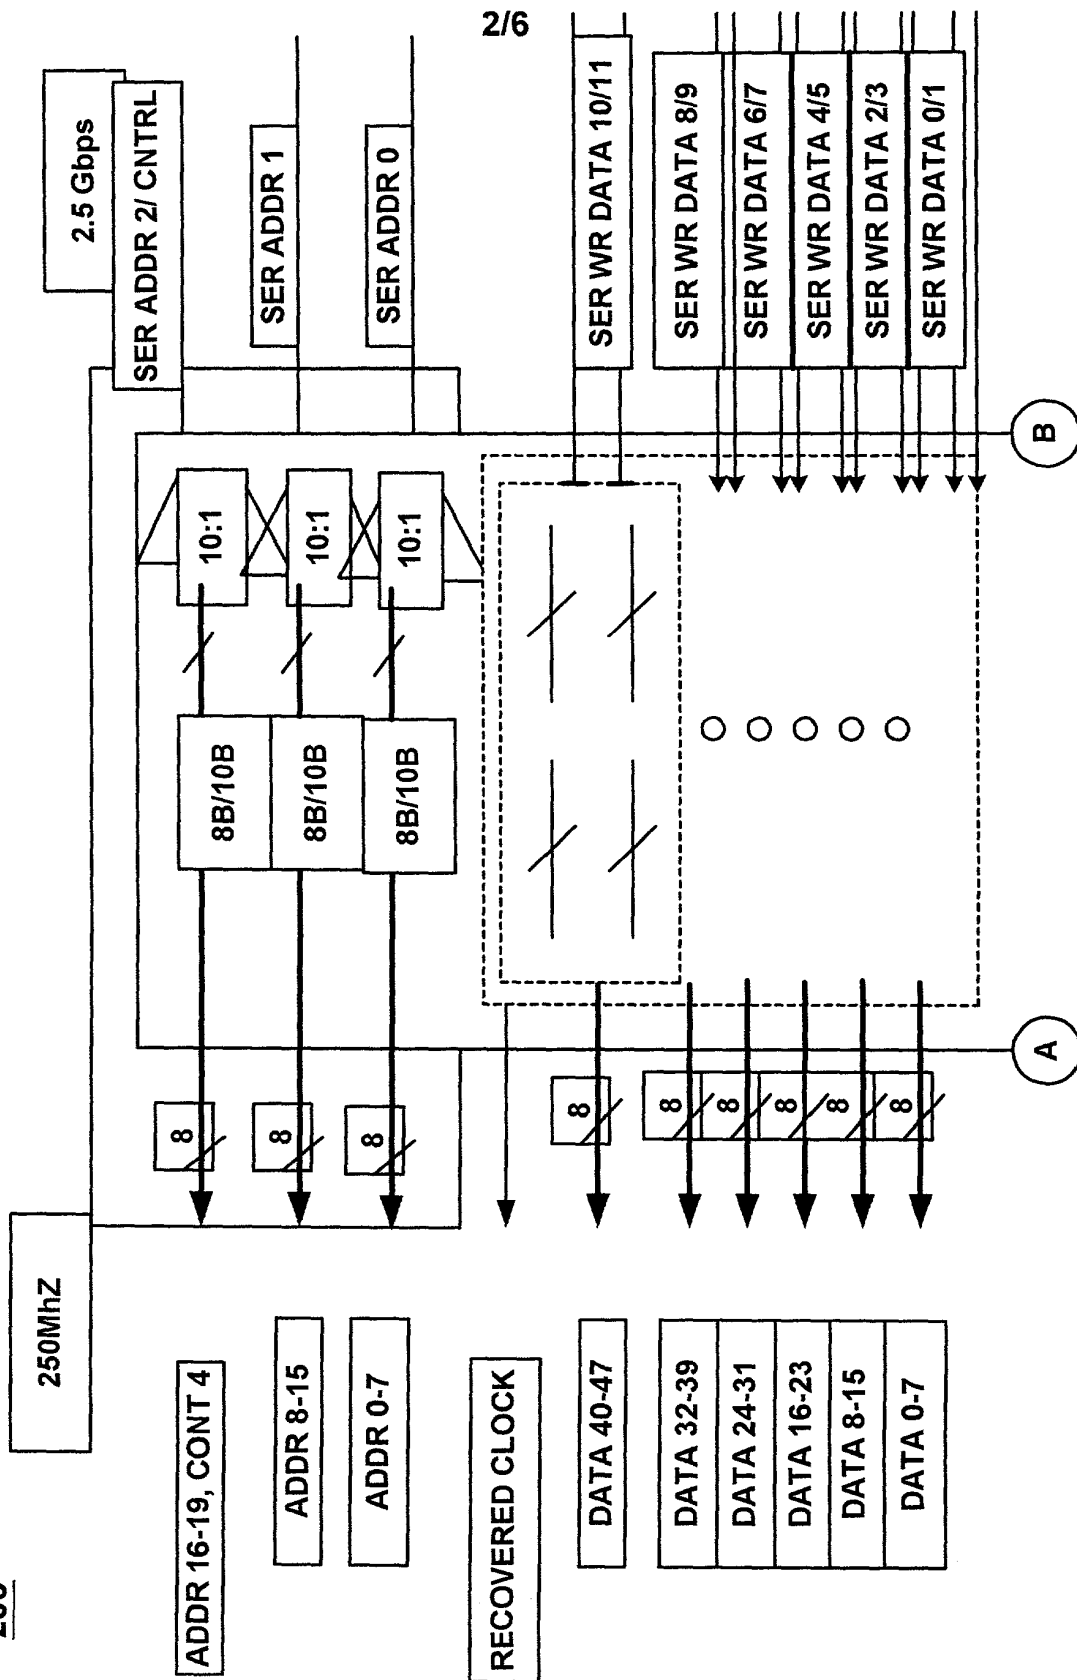 2/6
2.5 Gbps
SER ADDR 2/ CNTRL
SER ADDR 1
SER ADDR 0
SER WR DATA 10/11
SER WR DATA 8/9
SER WR DATA 6/7
SER WR DATA 4/5
SER WR DATA 2/3
SER WR DATA 0/1
B
10:1
10:1
10:1
8B/10B
8B/10B
8B/10B
A
8
8
8
8
8
8
8
8
8
250MhZ
ADDR 16-19, CONT 4
ADDR 8-15
ADDR 0-7
RECOVERED CLOCK
DATA 40-47
DATA 32-39
DATA 24-31
DATA 16-23
DATA 8-15
DATA 0-7